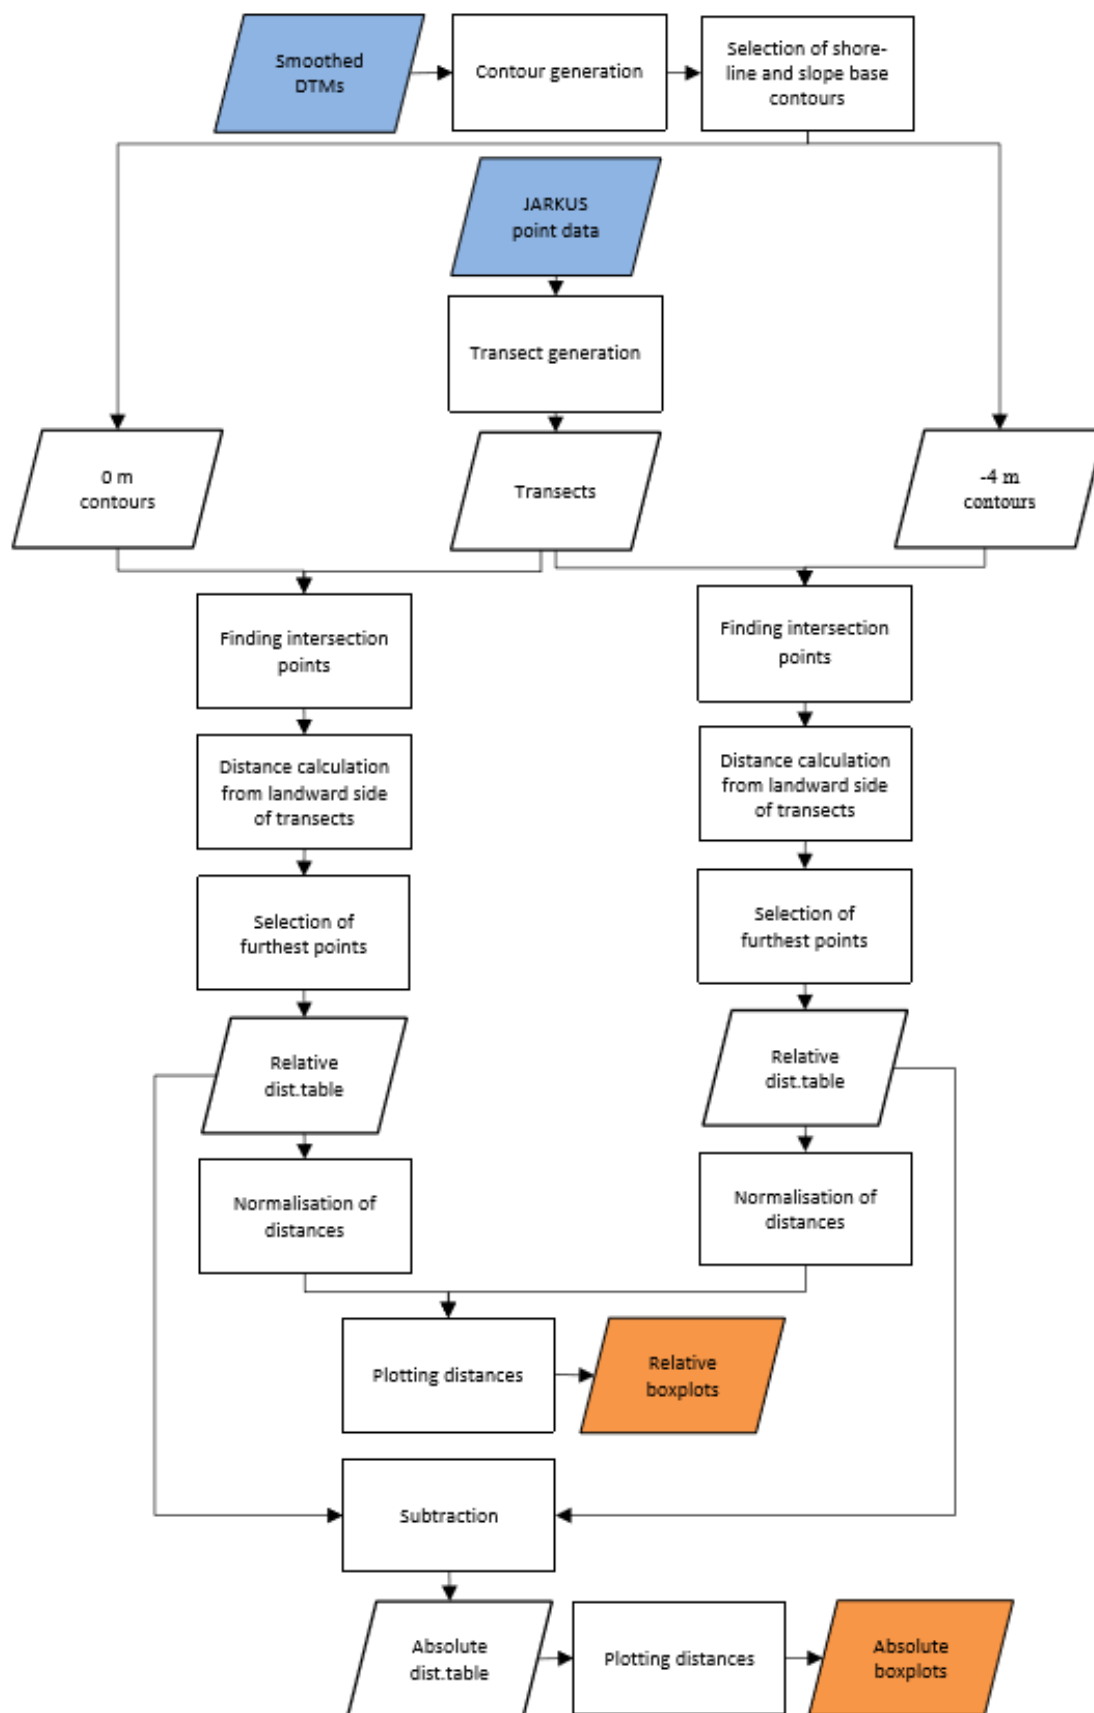 Smoothed
DTMs
Contour generation
Selection of shore-
line and slope base
contours
JARKUS
point data
Transect generation
0 m
contours
Transects
-4 m
contours
Finding intersection
points
Finding intersection
points
Distance calculation
from landward side
of transects
Distance calculation
from landward side
of transects
Selection of
furthest points
Selection of
furthest points
Relative
dist.table
Relative
dist.table
Normalisation of
distances
Normalisation of
distances
Plotting distances
Relative
boxplots
Subtraction
Absolute
dist.table
Plotting distances
Absolute
boxplots